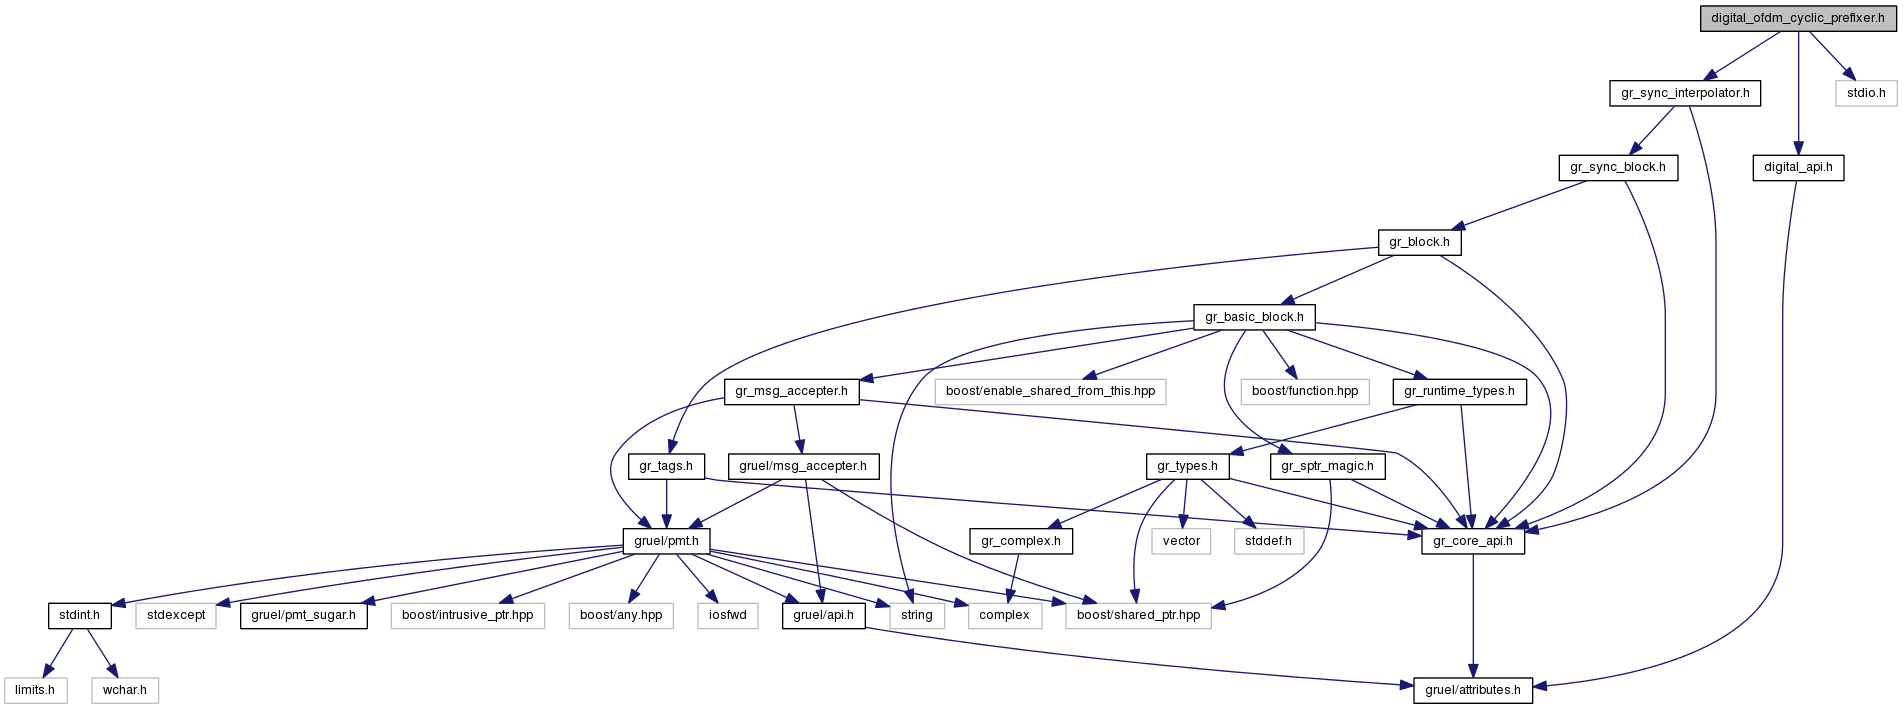 digital_ofdm_cyclic_prefixer.h
gr_sync_interpolator.h
stdio.h
gr_sync_block.h
digital_api.h
gr_block.h
gr_basic_block.h
gr_msg_accepter.h
boost/enable_shared_from_this.hpp
boost/function.hpp
gr_runtime_types.h
gr_tags.h
gruel/msg_accepter.h
gr_types.h
gr_sptr_magic.h
gruel/pmt.h
gr_complex.h
vector
stddef.h
gr_core_api.h
stdint.h
stdexcept
gruel/pmt_sugar.h
boost/intrusive_ptr.hpp
boost/any.hpp
iosfwd
gruel/api.h
string
complex
boost/shared_ptr.hpp
limits.h
wchar.h
gruel/attributes.h